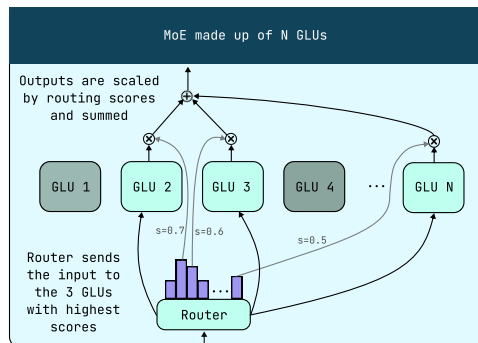 MoE made up of N GLUs
Outputs are scaled
by routing scores
and summed
GLU 1
GLU 2
GLU 3
GLU 4
...
GLU N
s=0.7
s=0.6
s=0.5
Router sends
the input to
the 3 GLUs
with highest
scores
...
Router